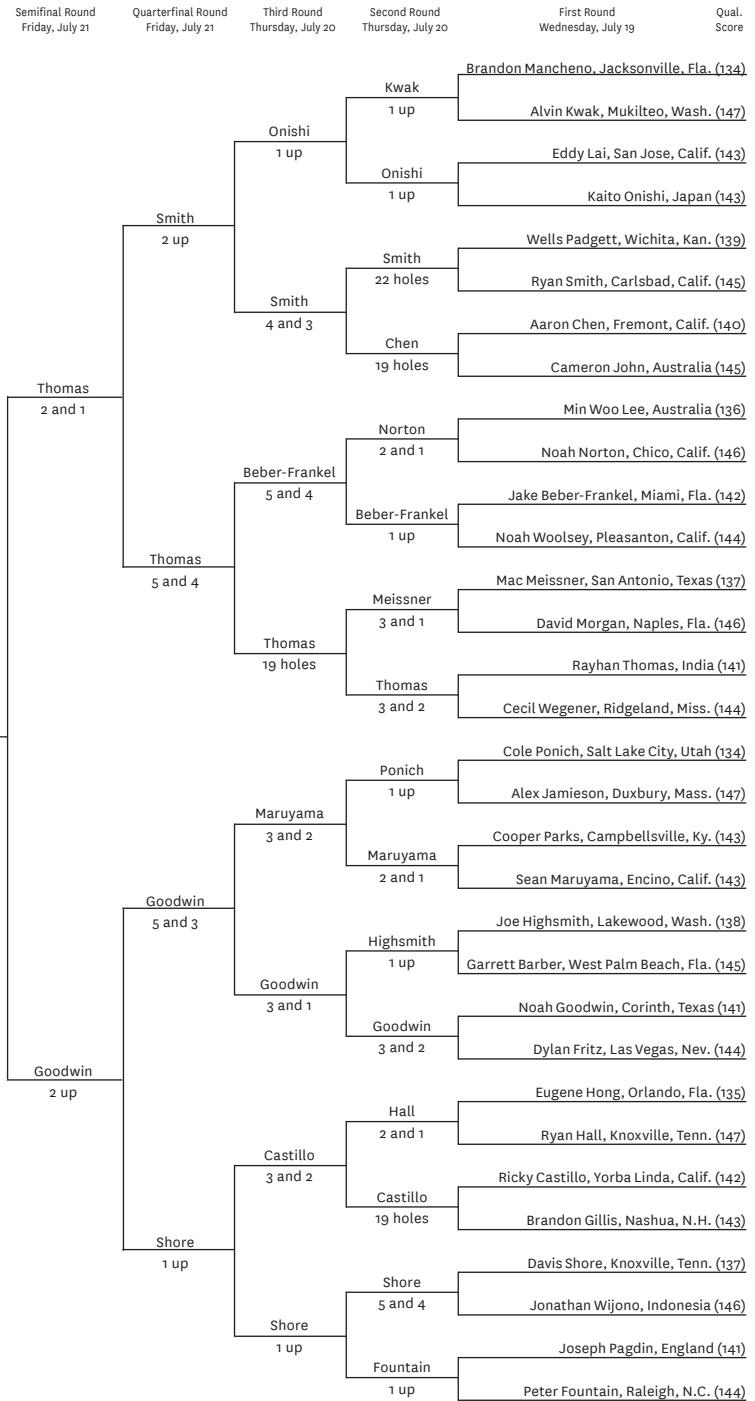 Semifinal Round
Friday, July 21
Quarterfinal Round
Friday, July 21
Third Round
Thursday, July 20
Second Round
Thursday, July 20
First Round
Wednesday, July 19
Qual.
Score
Brandon Mancheno, Jacksonville, Fla. (134)
Kwak
1 up
Alvin Kwak, Mukilteo, Wash. (147)
Onishi
1 up
Eddy Lai, San Jose, Calif. (143)
Onishi
1 up
Kaito Onishi, Japan (143)
Smith
2 up
Wells Padgett, Wichita, Kan. (139)
Smith
22 holes
Ryan Smith, Carlsbad, Calif. (145)
Smith
4 and 3
Aaron Chen, Fremont, Calif. (140)
Chen
19 holes
Cameron John, Australia (145)
Thomas
2 and 1
Min Woo Lee, Australia (136)
Norton
2 and 1
Noah Norton, Chico, Calif. (146)
Beber-Frankel
5 and 4
Jake Beber-Frankel, Miami, Fla. (142)
Beber-Frankel
1 up
Noah Woolsey, Pleasanton, Calif. (144)
Thomas
5 and 4
Mac Meissner, San Antonio, Texas (137)
Meissner
3 and 1
David Morgan, Naples, Fla. (146)
Thomas
19 holes
Rayhan Thomas, India (141)
Thomas
3 and 2
Cecil Wegener, Ridgeland, Miss. (144)
Cole Ponich, Salt Lake City, Utah (134)
Ponich
1 up
Alex Jamieson, Duxbury, Mass. (147)
Maruyama
3 and 2
Cooper Parks, Campbellsville, Ky. (143)
Maruyama
2 and 1
Sean Maruyama, Encino, Calif. (143)
Goodwin
5 and 3
Joe Highsmith, Lakewood, Wash. (138)
Highsmith
1 up
Garrett Barber, West Palm Beach, Fla. (145)
Goodwin
3 and 1
Noah Goodwin, Corinth, Texas (141)
Goodwin
3 and 2
Dylan Fritz, Las Vegas, Nev. (144)
Goodwin
2 up
Eugene Hong, Orlando, Fla. (135)
Hall
2 and 1
Ryan Hall, Knoxville, Tenn. (147)
Castillo
3 and 2
Ricky Castillo, Yorba Linda, Calif. (142)
Castillo
19 holes
Brandon Gillis, Nashua, N.H. (143)
Shore
1 up
Davis Shore, Knoxville, Tenn. (137)
Shore
5 and 4
Jonathan Wijono, Indonesia (146)
Shore
1 up
Joseph Pagdin, England (141)
Fountain
1 up
Peter Fountain, Raleigh, N.C. (144)